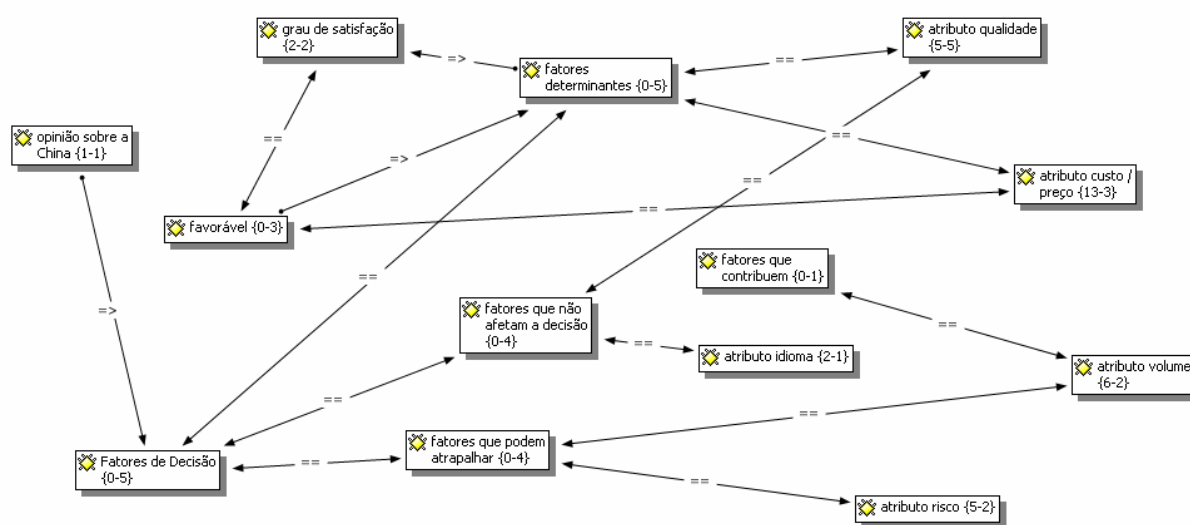 grau de satisfação
{2-2}
atributo qualidade
{5-5}
=>
==
fatores
determinantes {0-5}
opinião sobre a
China {1-1}
==
==
=>
==
atributo custo /
preço {13-3}
favorável {0-3}
==
fatores que
contribuem {0-1}
==
=>
fatores que não
afetam a decisão
{0-4}
==
==
atributo idioma {2-1}
atributo volume
{6-2}
==
==
Fatores de Decisão
{0-5}
==
fatores que podem
atrapalhar {0-4}
==
atributo risco {5-2}